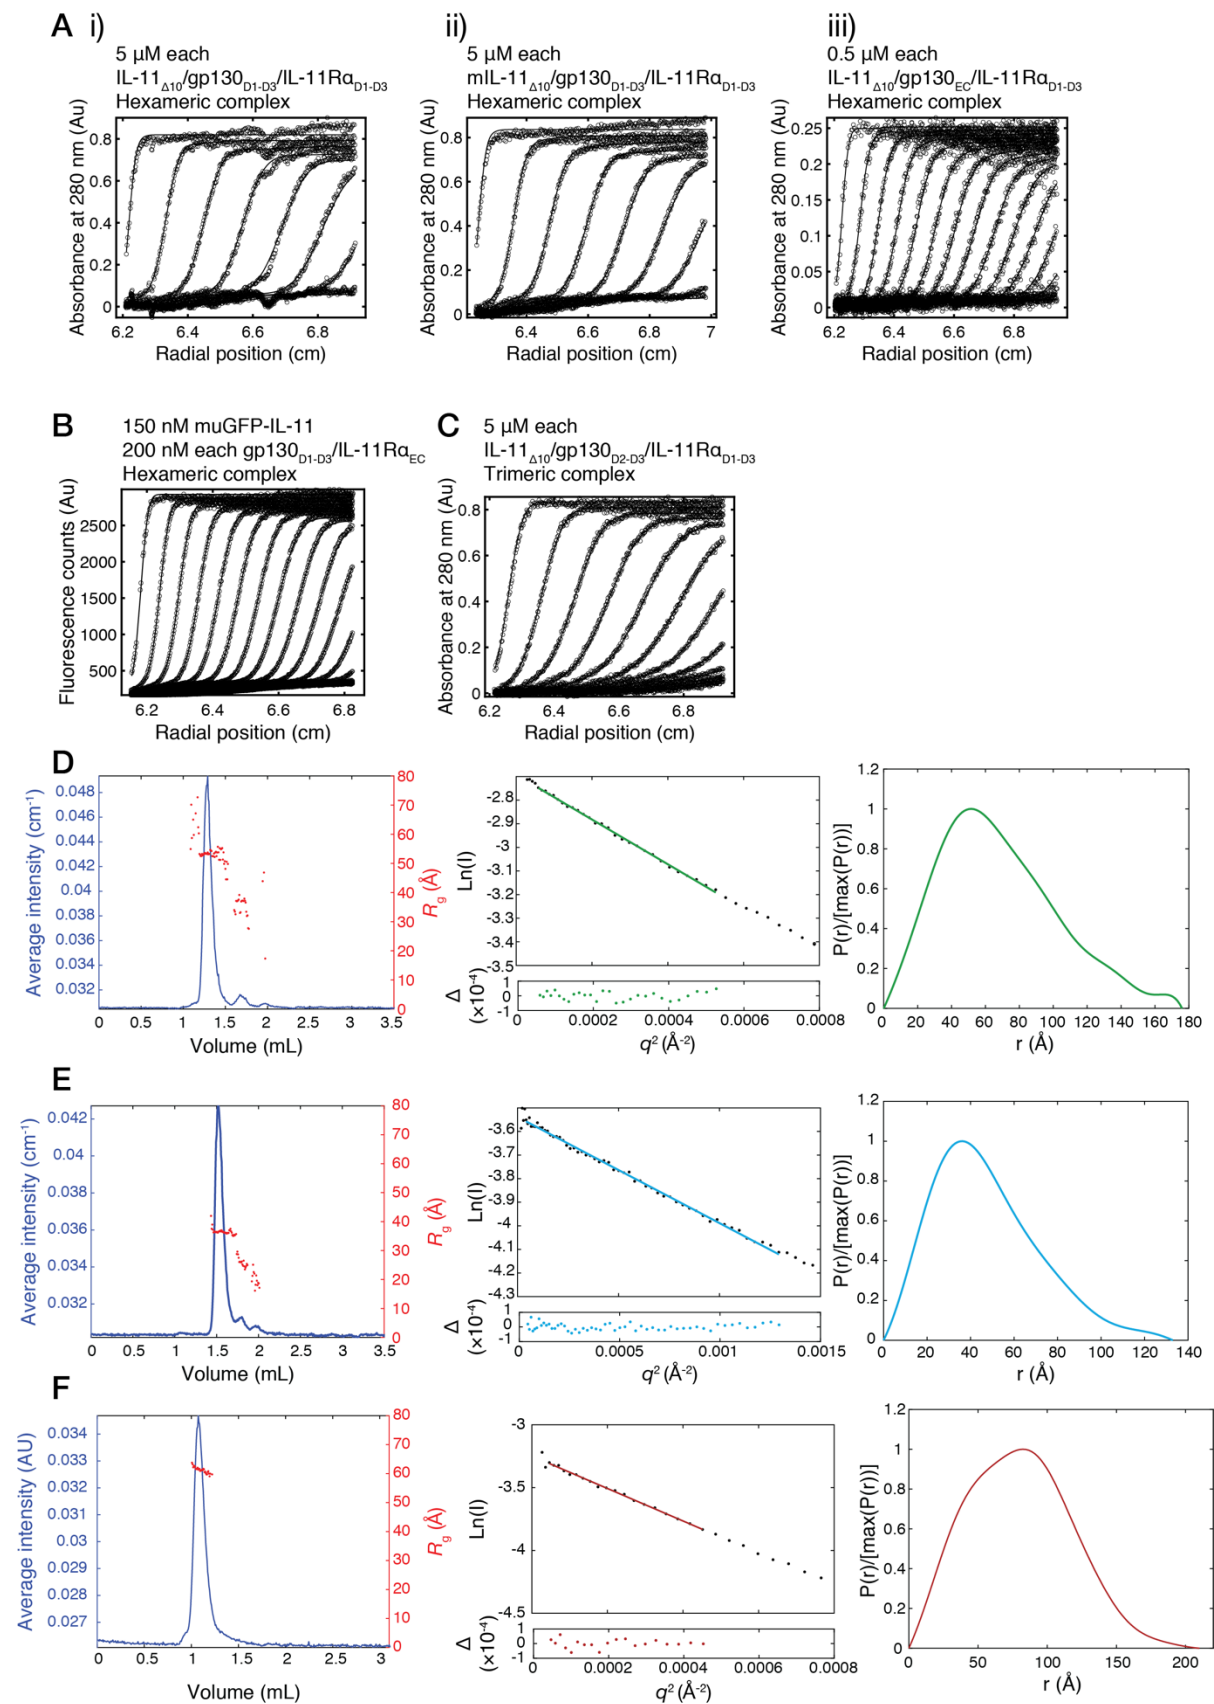 A i)
5 µM each
IL-11Δ10/gp130D1-D3/IL-11RαD1-D3
Hexameric complex
Absorbance at 280 nm (Au)
0.8
0.6
0.4
0.2
0
6.2 6.4 6.6 6.8
Radial position (cm)
ii)
5 µM each
mIL-11Δ10/gp130D1-D3/IL-11RαD1-D3
Hexameric complex
Absorbance at 280 nm (Au)
0.8
0.6
0.4
0.2
0
6.4 6.5 6.6 6.7 6.8 6.9 7
Radial position (cm)
iii)
0.5 µM each
IL-11Δ10/gp130EC/IL-11RαD1-D3
Hexameric complex
Absorbance at 280 nm (Au)
0.25
0.2
0.15
0.1
0.05
0
6.2 6.4 6.6 6.8
Radial position (cm)
B
150 nM muGFP-IL-11
200 nM each gp130D1-D3/IL-11RαEC
Hexameric complex
Fluorescence counts (Au)
2500
2000
1500
1000
500
6.2 6.4 6.6 6.8
Radial position (cm)
C
5 µM each
IL-11Δ10/gp130D2-D3/IL-11RαD1-D3
Trimeric complex
Absorbance at 280 nm (Au)
0.8
0.6
0.4
0.2
0
6.2 6.4 6.6 6.8
Radial position (cm)
D
Average intensity (cm⁻¹)
0.048
0.046
0.044
0.042
0.04
0.038
0.036
0.034
0.032
0 0.5 1 1.5 2 2.5 3 3.5
Volume (mL)
80
70
60
50
40
30
20
10
0
Rg (Å)
Ln(I)
-2.8
-2.9
-3
-3.1
-3.2
-3.3
-3.4
-3.5
Δ
(×10⁻⁴)
1
0
-1
0 0.0002 0.0004 0.0006 0.0008
q² (Å⁻²)
P(r)/[max(P(r))]
1.2
1
0.8
0.6
0.4
0.2
0
0 20 40 60 80 100 120 140 160 180
r (Å)
E
Average intensity (cm⁻¹)
0.042
0.04
0.038
0.036
0.034
0.032
0 0.5 1 1.5 2 2.5 3 3.5
Volume (mL)
80
70
60
50
40
30
20
10
0
Rg (Å)
Ln(I)
-3.6
-3.7
-3.8
-3.9
-4
-4.1
-4.2
-4.3
Δ
(×10⁻⁴)
1
0
-1
0 0.0005 0.001 0.0015
q² (Å⁻²)
P(r)/[max(P(r))]
1.2
1
0.8
0.6
0.4
0.2
0
0 20 40 60 80 100 120 140
r (Å)
F
Average intensity (AU)
0.034
0.033
0.032
0.031
0.03
0.029
0.028
0.027
0 1 2 3
Volume (mL)
80
70
60
50
40
30
20
10
0
Rg (Å)
Ln(I)
-3
-3.5
-4
-4.5
Δ
(×10⁻⁴)
1
0
-1
0 0.0002 0.0004 0.0006 0.0008
q² (Å⁻²)
P(r)/[max(P(r))]
1.2
1
0.8
0.6
0.4
0.2
0
0 50 100 150 200
r (Å)